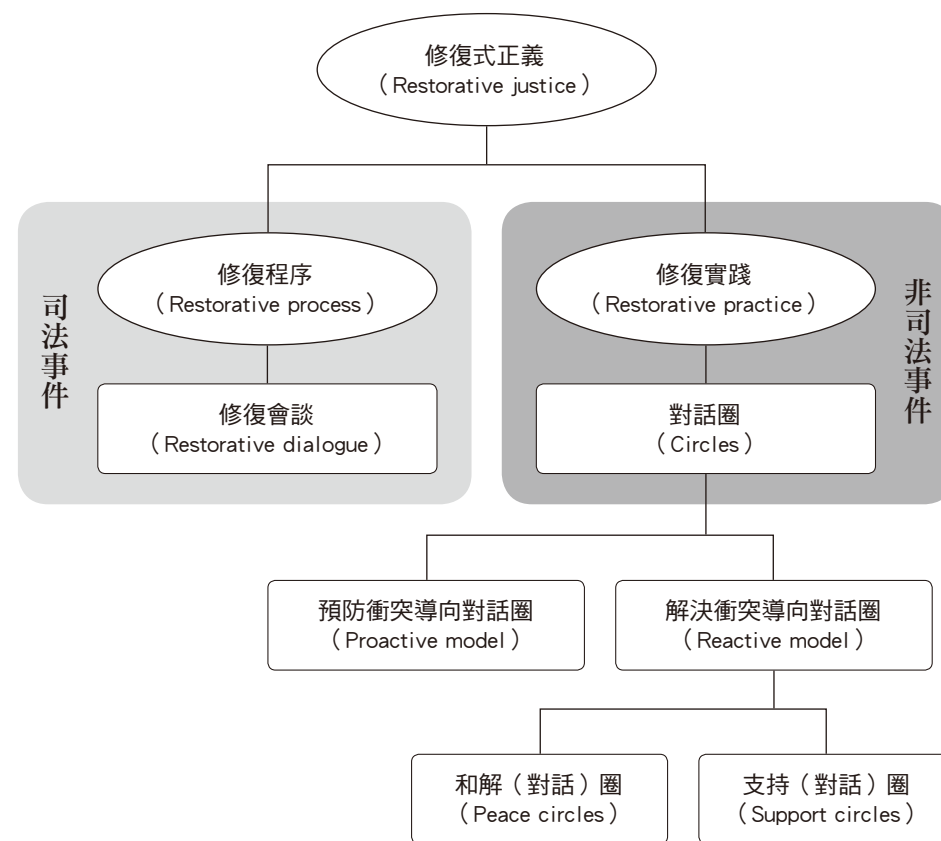 修復式正義
（Restorative justice）
司法事件
修復程序
（Restorative process）
修復會談
（Restorative dialogue）
修復實踐
（Restorative practice）
對話圈
（Circles）
非司法事件
預防衝突導向對話圈
（Proactive model）
解決衝突導向對話圈
（Reactive model）
和解（對話）圈
（Peace circles）
支持（對話）圈
（Support circles）